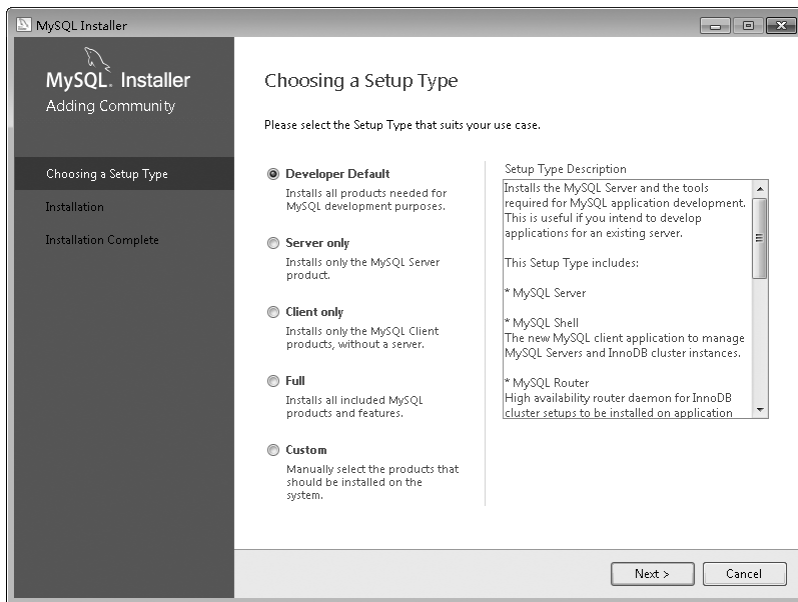 MySQL Installer
MySQL. Installer
Adding Community
Choosing a Setup Type
Installation
Installation Complete
Choosing a Setup Type
Please select the Setup Type that suits your use case.
Developer Default
Installs all products needed for
MySQL development purposes.
Server only
Installs only the MySQL Server
product.
Client only
Installs only the MySQL Client
products, without a server.
Full
Installs all included MySQL
products and features.
Custom
Manually select the products that
should be installed on the
system.
Setup Type Description
Installs the MySQL Server and the tools
required for MySQL application development.
This is useful if you intend to develop
applications for an existing server.
This Setup Type includes:
* MySQL Server
* MySQL Shell
The new MySQL client application to manage
MySQL Servers and InnoDB cluster instances.
* MySQL Router
High availability router daemon for InnoDB
cluster setups to be installed on application
Next >
Cancel